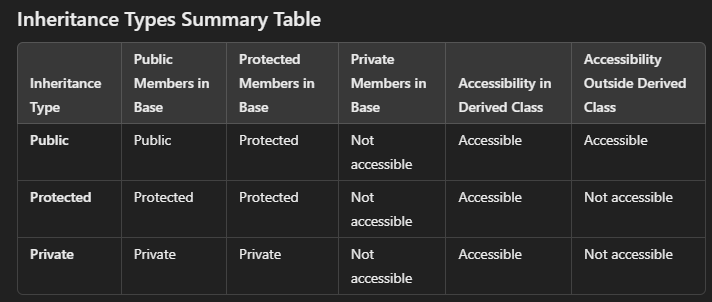 Inheritance Types Summary Table
Inheritance Type | Public Members in Base | Protected Members in Base | Private Members in Base | Accessibility in Derived Class | Accessibility Outside Derived Class
Public | Public | Protected | Not accessible | Accessible | Accessible
Protected | Protected | Protected | Not accessible | Accessible | Not accessible
Private | Private | Private | Not accessible | Accessible | Not accessible